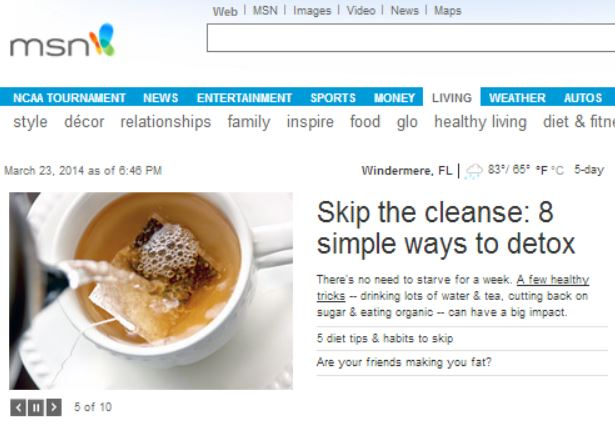 Web | MSN | Images | Video | News | Maps
msn
NCAA TOURNAMENT NEWS ENTERTAINMENT SPORTS MONEY LIVING WEATHER AUTOS
style décor relationships family inspire food glo healthy living diet & fitne
March 23, 2014 as of 6:46 PM
Windermere, FL | 83°/ 65° °F °C 5-day
Skip the cleanse: 8
simple ways to detox
There's no need to starve for a week. A few healthy
tricks -- drinking lots of water & tea, cutting back on
sugar & eating organic -- can have a big impact.
5 diet tips & habits to skip
Are your friends making you fat?
5 of 10